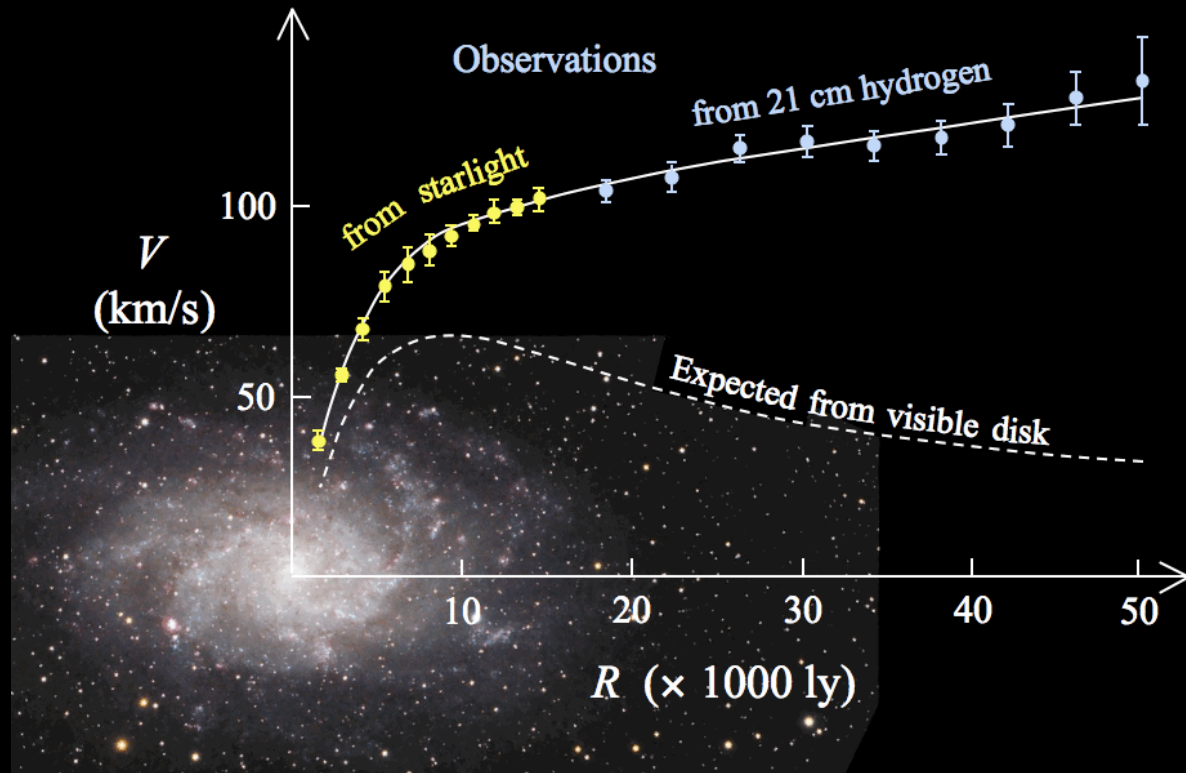 Observations
from 21 cm hydrogen
from starlight
100
V
(km/s)
Expected from visible disk
50
10
20
30
40
50
R (× 1000 ly)